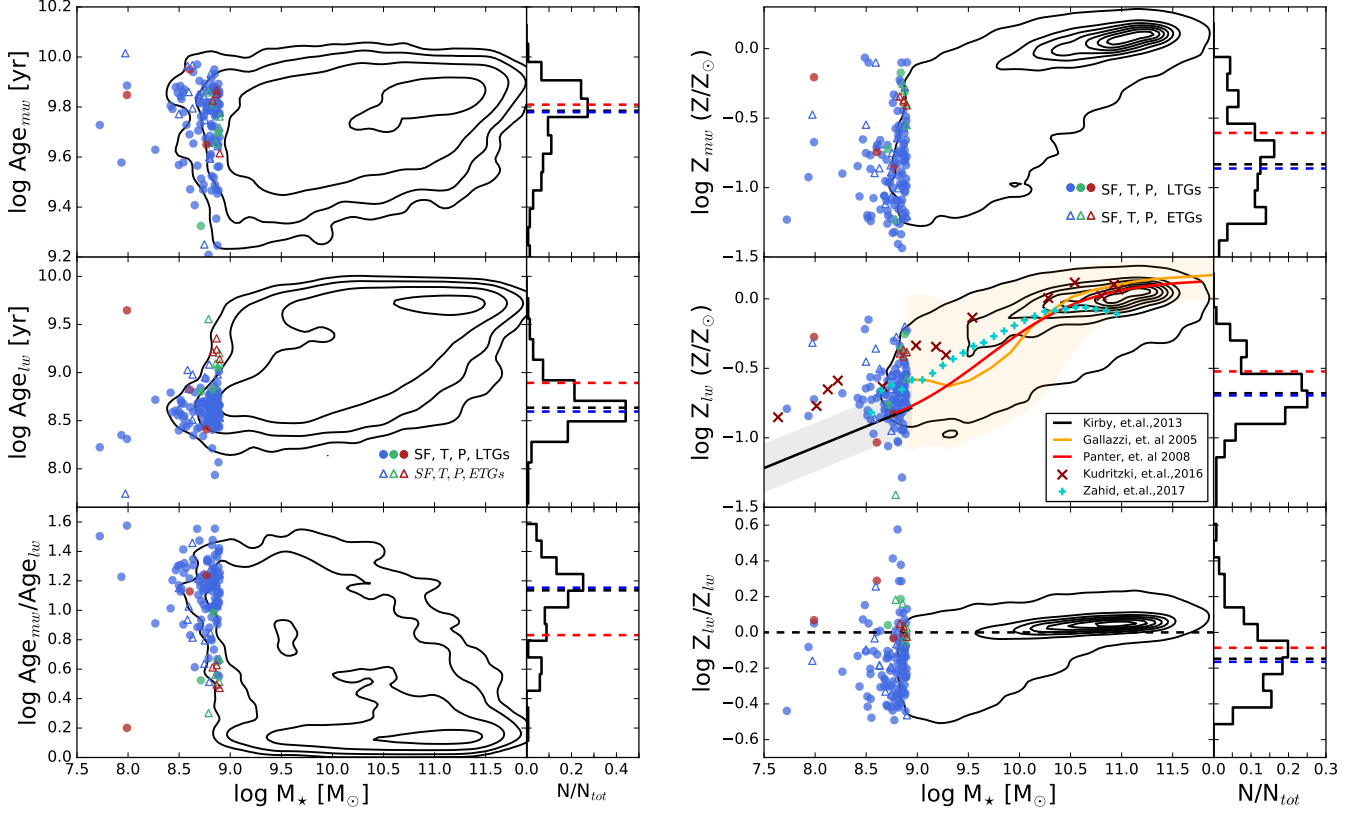 log Age_mw [yr]
10.0
9.8
9.6
9.4
9.2
log Age_lw [yr]
10.0
9.5
9.0
8.5
8.0
SF, T, P, LTGs
SF, T, P, ETGs
log Age_mw/Age_lw
1.6
1.4
1.2
1.0
0.8
0.6
0.4
0.2
0.0
7.5 8.0 8.5 9.0 9.5 10.0 10.5 11.0 11.5
log M⋆ [M⊙]
0.0 0.2 0.4
N/N_tot
log Z_mw (Z/Z⊙)
0.0
−0.5
−1.0
−1.5
SF, T, P, LTGs
SF, T, P, ETGs
log Z_lw (Z/Z⊙)
0.0
−0.5
−1.0
−1.5
Kirby, et.al.,2013
Gallazzi, et. al 2005
Panter, et. al 2008
Kudritzki, et.al.,2016
Zahid, et.al.,2017
log Z_lw/Z_lw
0.6
0.4
0.2
0.0
−0.2
−0.4
−0.6
7.5 8.0 8.5 9.0 9.5 10.0 10.5 11.0 11.5
log M⋆ [M⊙]
0.0 0.1 0.2 0.3
N/N_tot